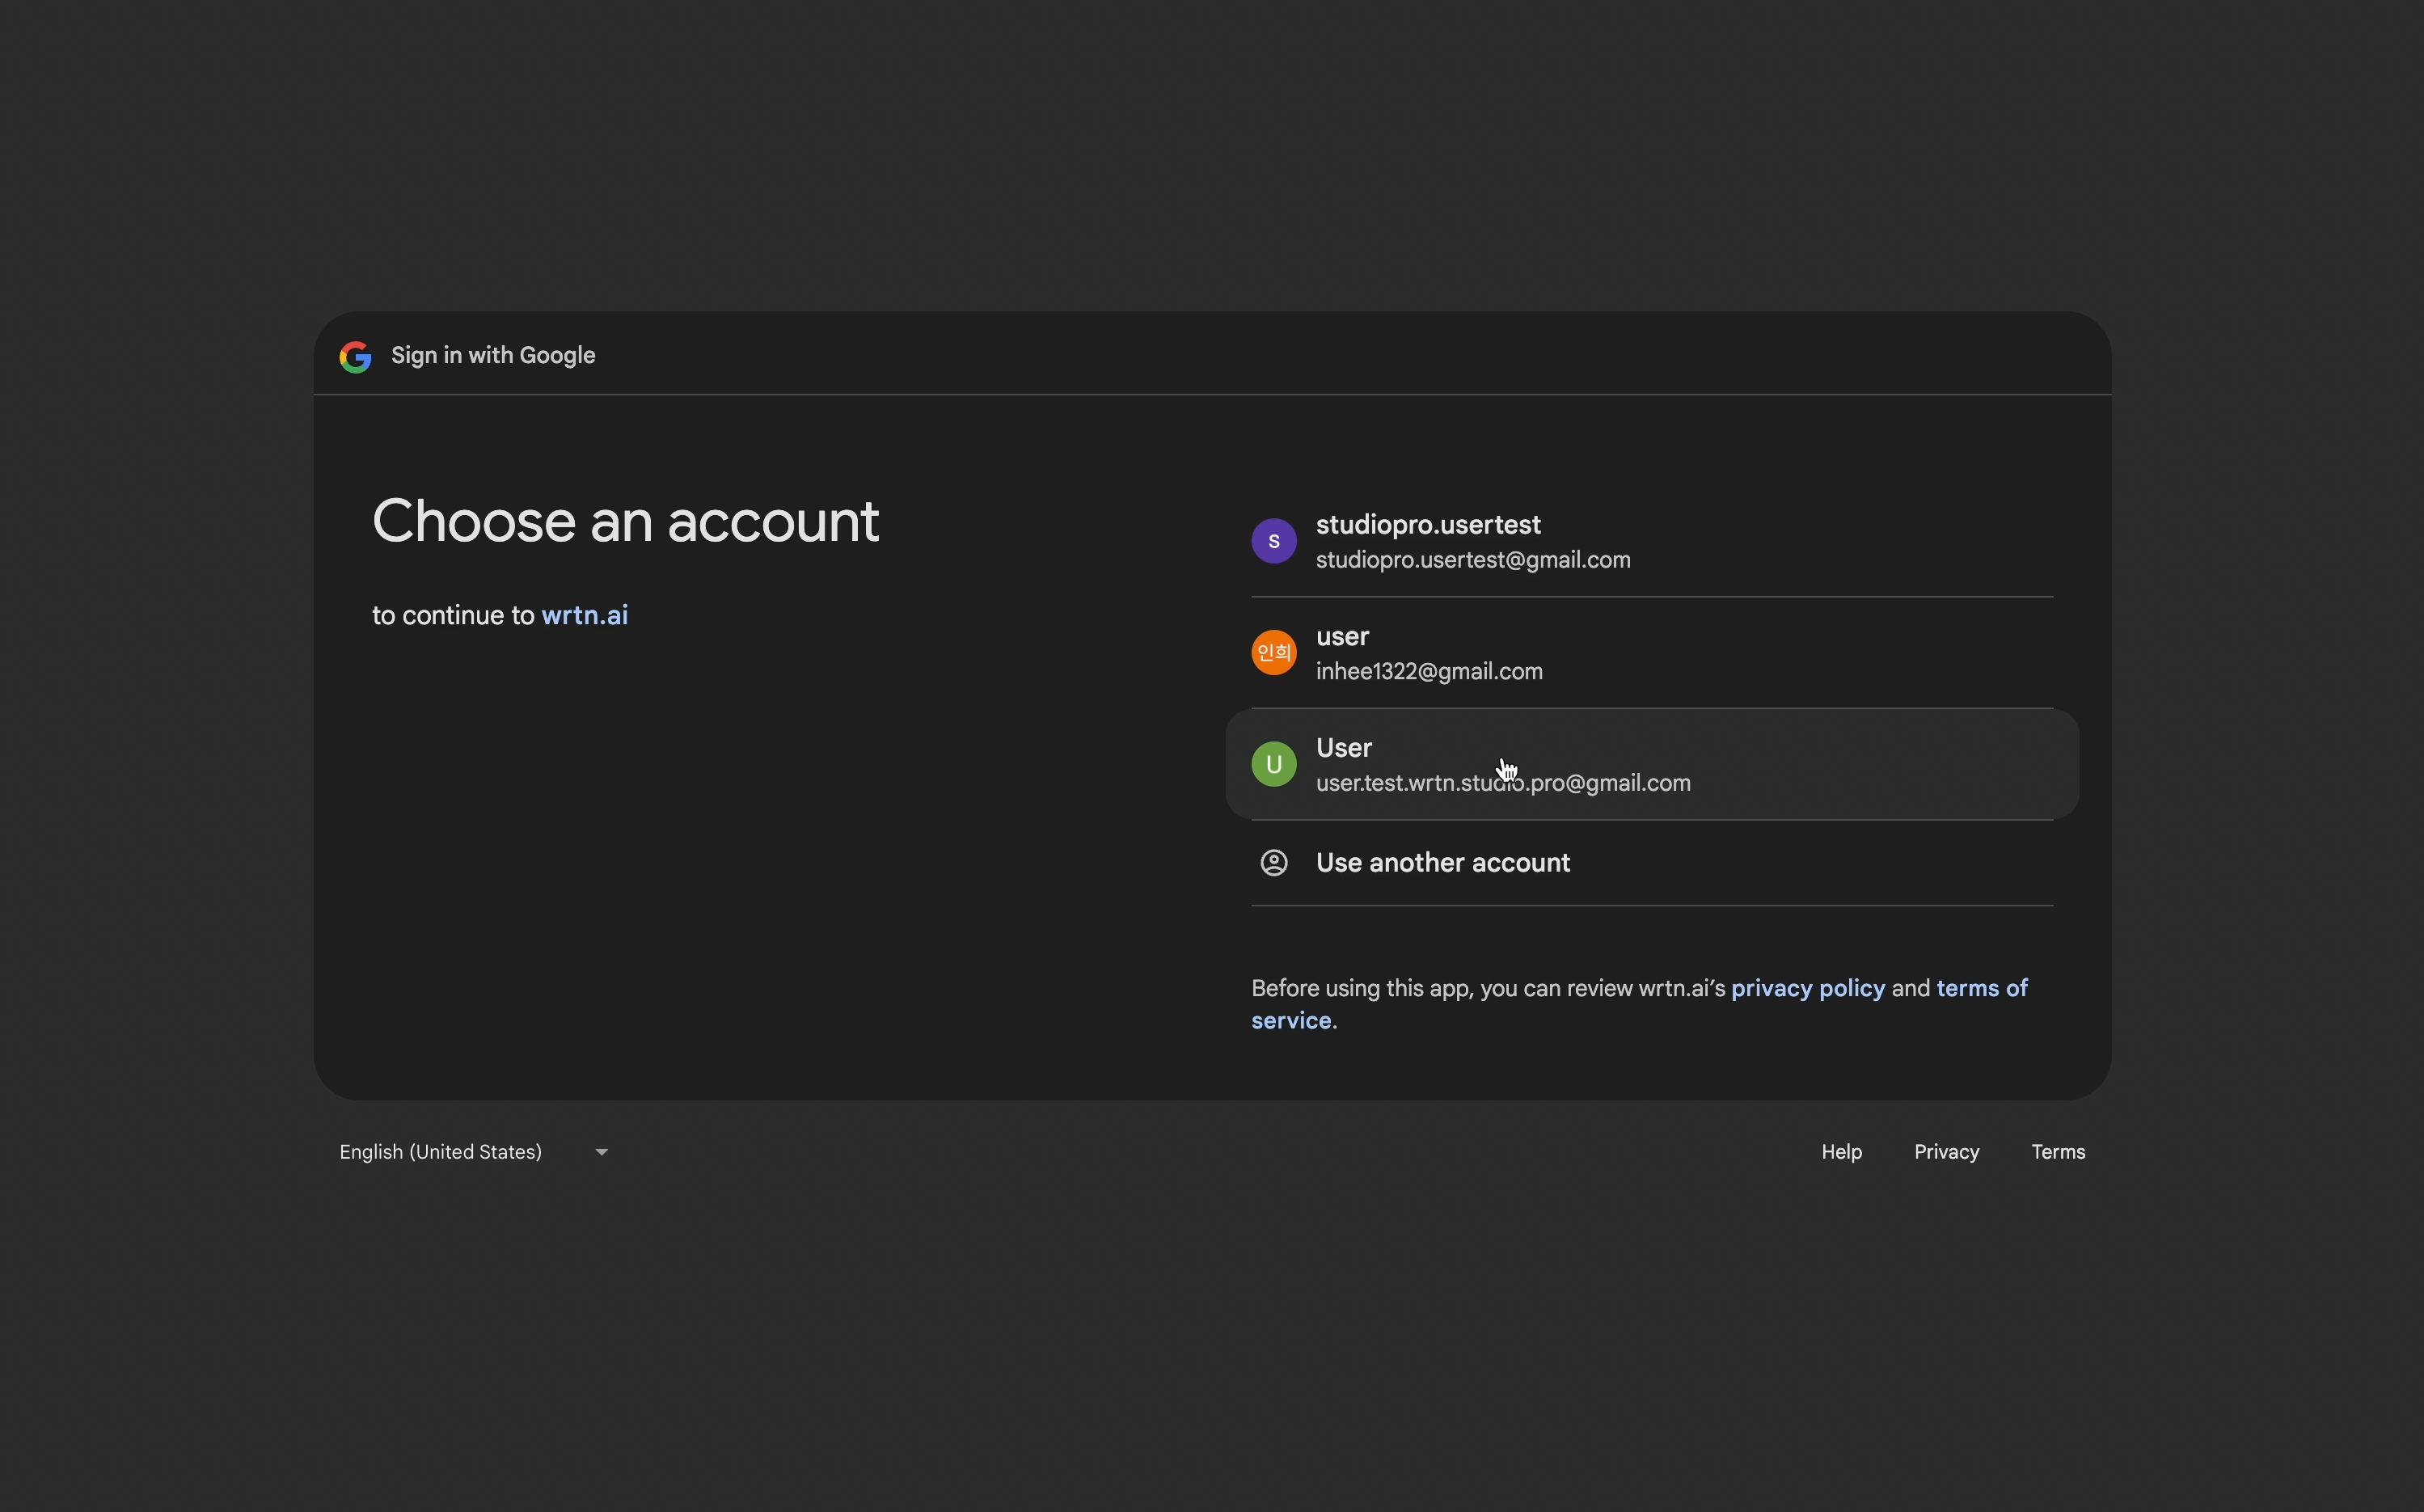 Sign in with Google
Choose an account
to continue to wrtn.ai
S
studiopro.usertest
studiopro.usertest@gmail.com
인희
user
inhee1322@gmail.com
U
User
user.test.wrtn.studio.pro@gmail.com
Use another account
Before using this app, you can review wrtn.ai’s privacy policy and terms of
service.
English (United States)
Help
Privacy
Terms